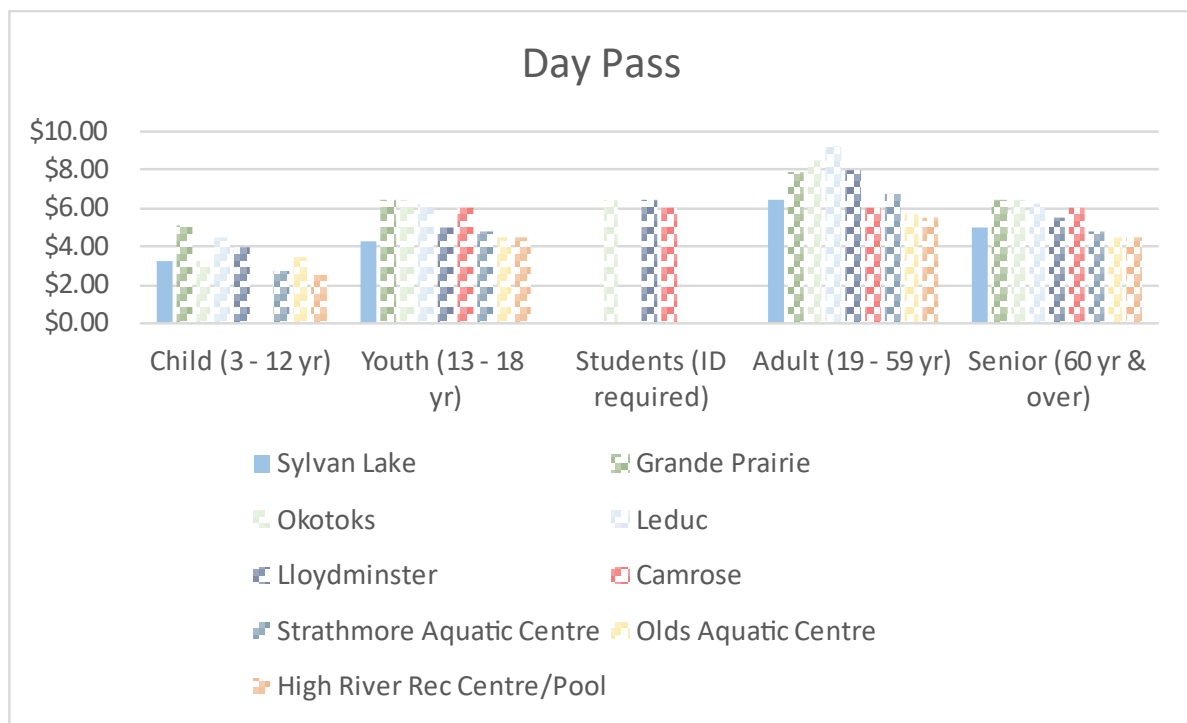 Day Pass
$10.00
$8.00
$6.00
$4.00
$2.00
$0.00
Child (3 - 12 yr)
Youth (13 - 18
yr)
Students (ID
required)
Adult (19 - 59 yr)
Senior (60 yr &
over)
Sylvan Lake
Grande Prairie
Okotoks
Leduc
Lloydminster
Camrose
Strathmore Aquatic Centre
Olds Aquatic Centre
High River Rec Centre/Pool